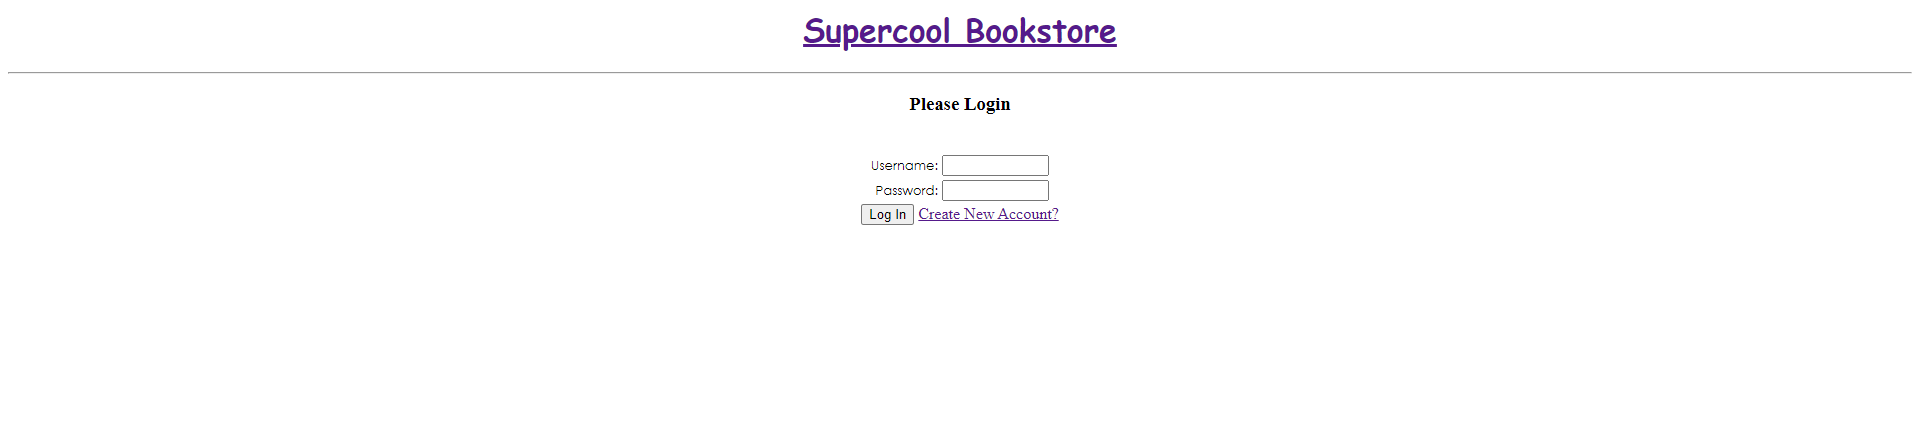 Supercool Bookstore
Please Login
Username:
Password:
Log In Create New Account?